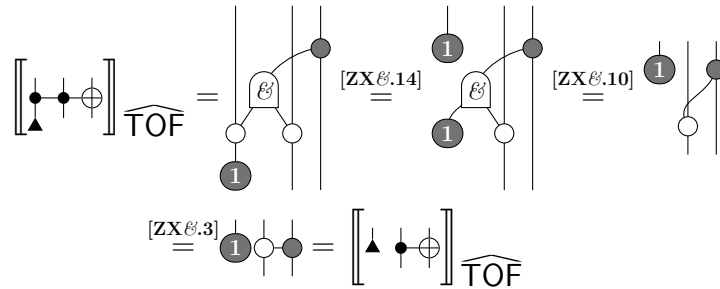 & [ZX&.14] 1 & [ZX&.10] 1
TOF = = 1 =
1
[ZX&.3] = 1 = TOF